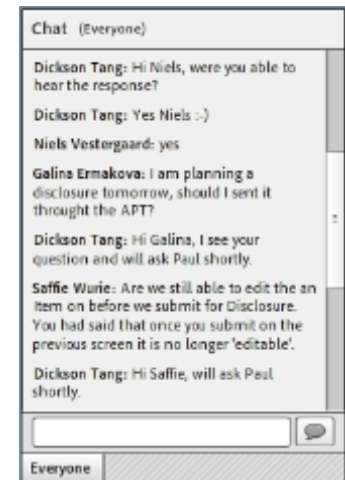 Chat (Everyone)
Dickson Tang: Hi Niels, were you able to
hear the response?
Dickson Tang: Yes Niels :-)
Niels Vestergaard: yes
Galina Ermakova: I am planning a
disclosure tomorrow, should I sent it
throught the APT?
Dickson Tang: Hi Galina, I see your
question and will ask Paul shortly.
Saffie Wurie: Are we still able to edit the an
Item on before we submit for Disclosure.
You had said that once you submit on the
previous screen it is no longer 'editable'.
Dickson Tang: Hi Saffie, will ask Paul
shortly.
Everyone